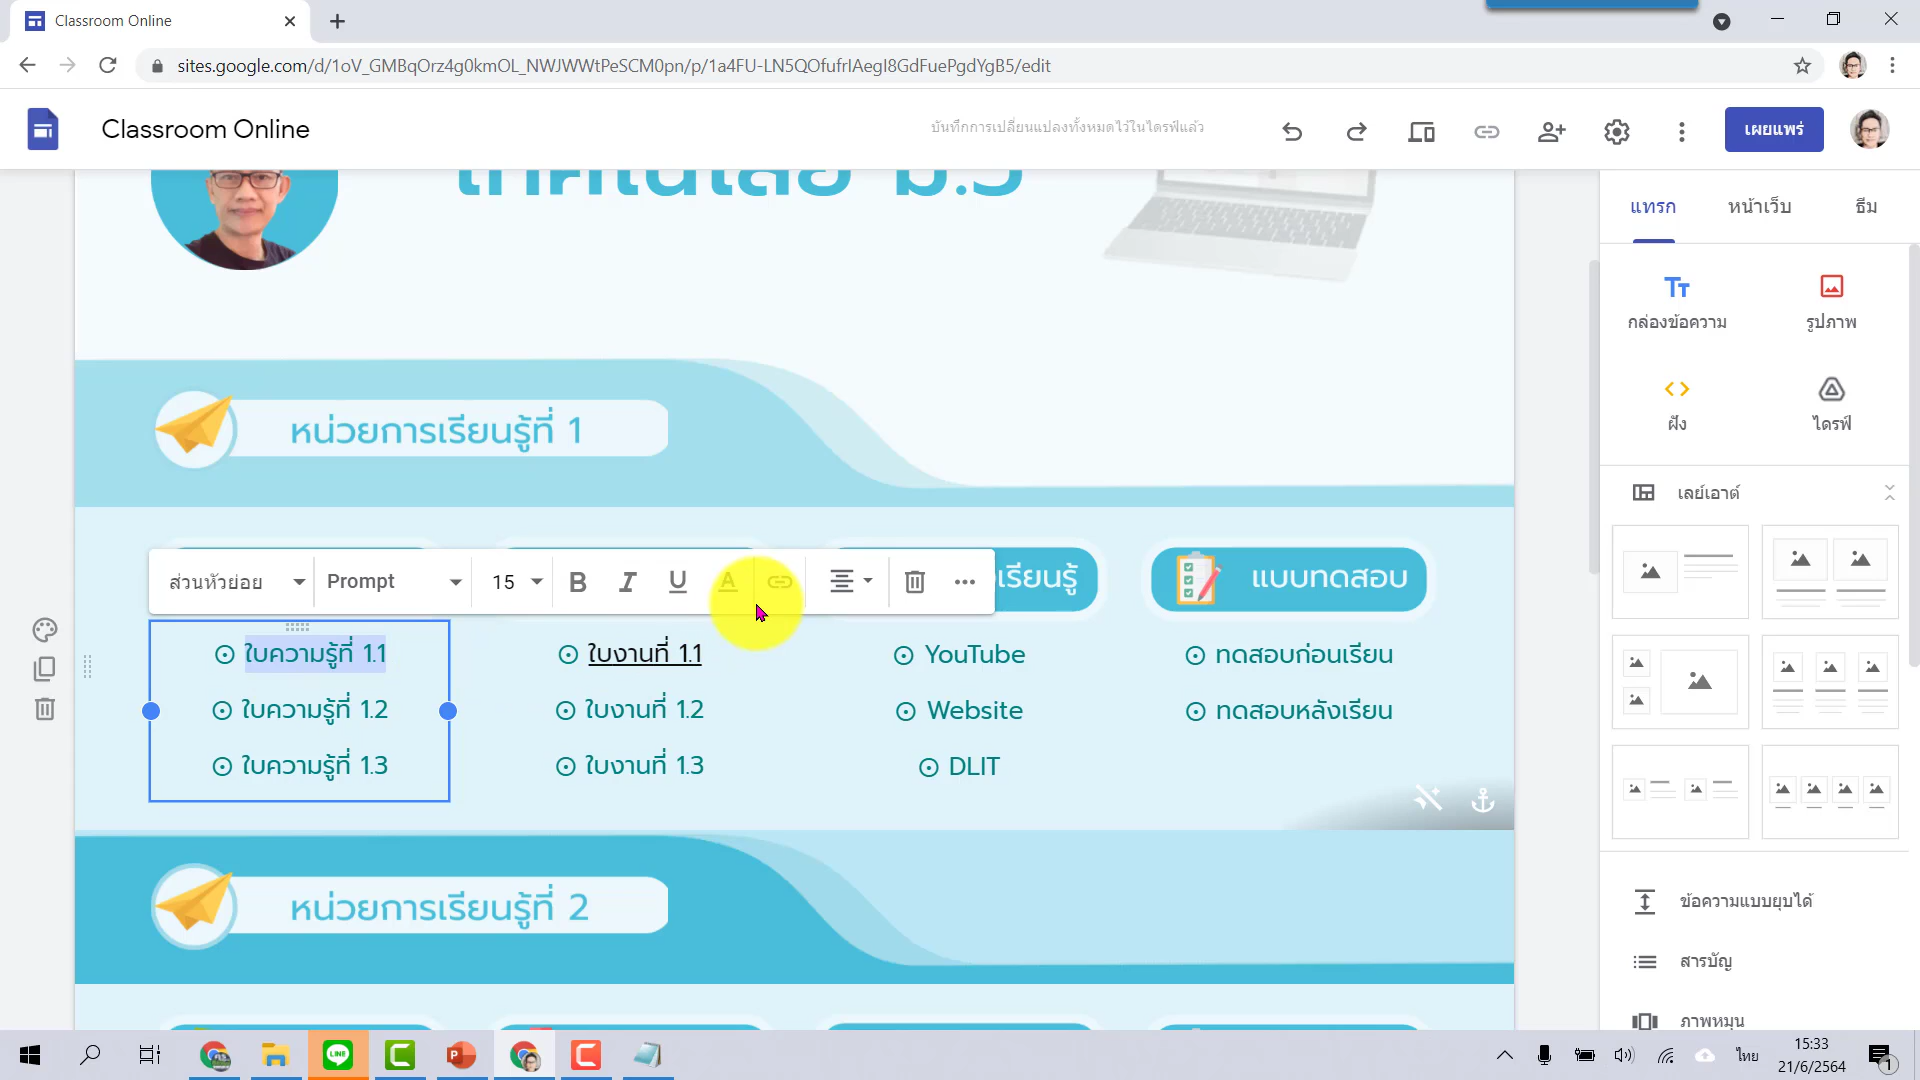 Classroom Online
sites.google.com/d/1oV_GMBqOrz4g0kmOL_NWJWWtPeSCM0pn/p/1a4FU-LN5QOfufrIAegI8GdFuePgdYgB5/edit
Classroom Online
บันทึกการเปลี่ยนแปลงทั้งหมดไว้ในไดรฟ์แล้ว
เผยแพร่
เทคโนโลยี ม.5
แทรก
หน้าเว็บ
ธีม
กล่องข้อความ
รูปภาพ
ฝัง
ไดรฟ์
เลย์เอาต์
หน่วยการเรียนรู้ที่ 1
ส่วนหัวย่อย
Prompt
15
เรียนรู้
แบบทดสอบ
ใบความรู้ที่ 1.1
ใบความรู้ที่ 1.2
ใบความรู้ที่ 1.3
ใบงานที่ 1.1
ใบงานที่ 1.2
ใบงานที่ 1.3
YouTube
Website
DLIT
ทดสอบก่อนเรียน
ทดสอบหลังเรียน
หน่วยการเรียนรู้ที่ 2
ข้อความแบบยุบได้
สารบัญ
ภาพหมุน
LINE
ไทย
15:33
21/6/2564
1